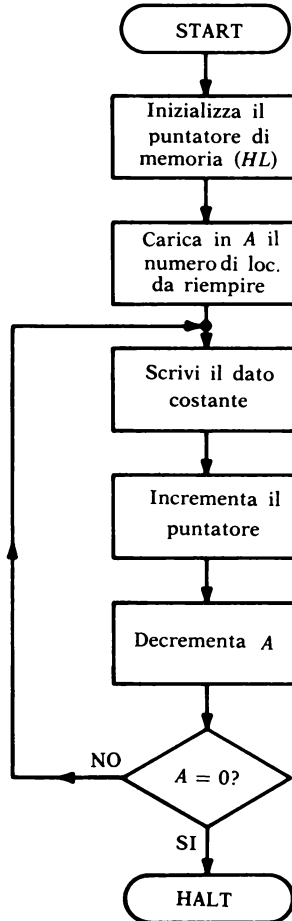 START
Inizializza il
puntatore di
memoria (HL)
Carica in A il
numero di loc.
da riempire
Scrivi il dato
costante
Incrementa il
puntatore
Decrementa A
NO
A = 0?
SI
HALT